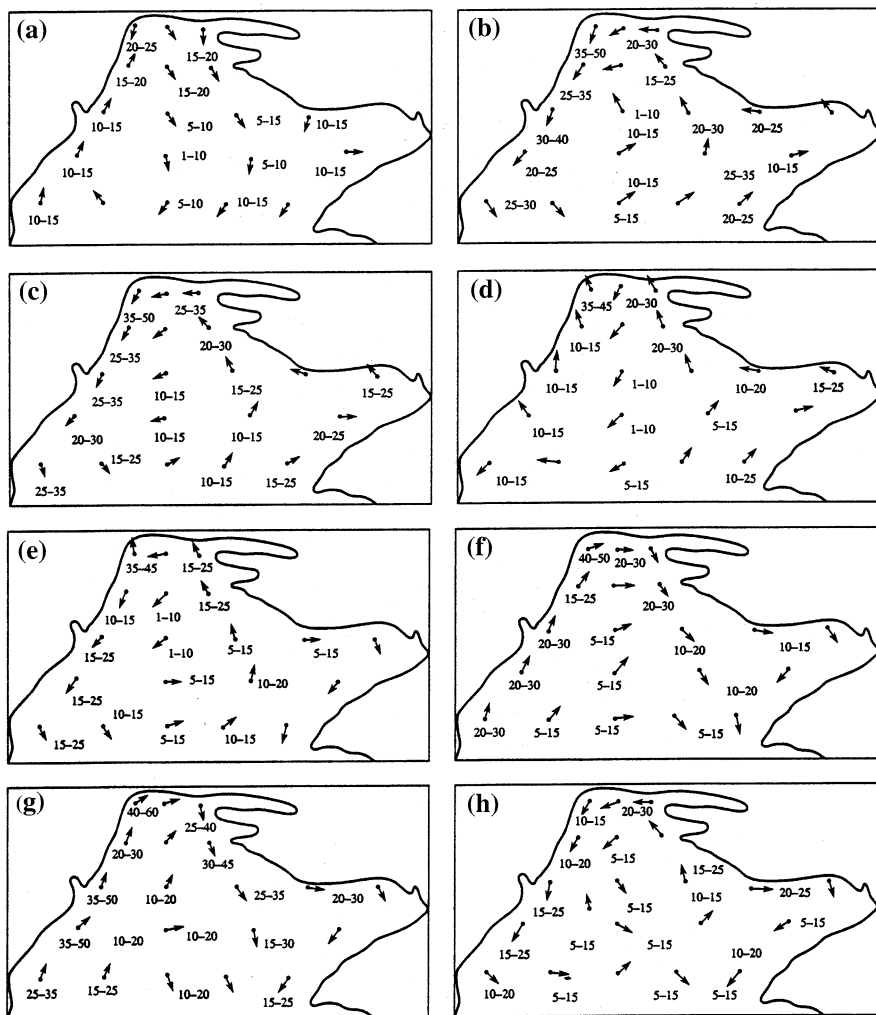 (a)
20–25 15–20
15–20 15–20
10–15 5–10 5–15 10–15
10–15 1–10 5–10 10–15
10–15 5–10 10–15
(b)
35–50 20–30
25–35 15–25
1–10
30–40 10–15 20–30 20–25
20–25 10–15 25–35 10–15
25–30 5–15 20–25
(c)
35–50 25–35
25–35 20–30
25–35 10–15 15–25 15–25
20–30 10–15 10–15 20–25
25–35 15–25 10–15 15–25
(d)
35–45 20–30
10–15 20–30
10–15 1–10 10–20 15–25
10–15 1–10 5–15
10–15 5–15 10–25
(e)
35–45 15–25
10–15 1–10 15–25
15–25 1–10 5–15 5–15
15–25 5–15 10–20
15–25 10–15 5–15 10–15
(f)
40–50 20–30
15–25 20–30
20–30 5–15 10–20 10–15
20–30 5–15 10–20
20–30 5–15 5–15 5–15
(g)
40–60 25–40
20–30 30–45
35–50 10–20 25–35 20–30
35–50 10–20 10–20 15–30
25–35 15–25 10–20 15–25
(h)
10–15 20–30
10–20 5–15 15–25
15–25 5–15 10–15 20–25
5–15
15–25 5–15 5–15 10–20
10–20 5–15 5–15 5–15